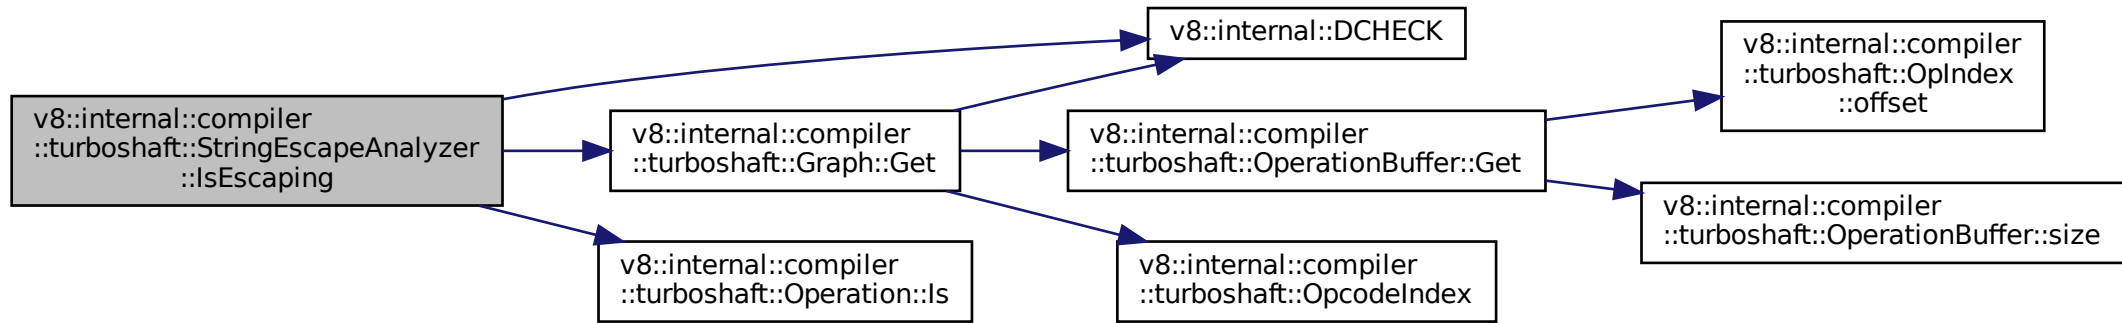 v8::internal::compiler
::turboshaft::StringEscapeAnalyzer
::IsEscaping
v8::internal::DCHECK
v8::internal::compiler
::turboshaft::Graph::Get
v8::internal::compiler
::turboshaft::Operation::Is
v8::internal::compiler
::turboshaft::OperationBuffer::Get
v8::internal::compiler
::turboshaft::OpcodeIndex
v8::internal::compiler
::turboshaft::OpIndex
::offset
v8::internal::compiler
::turboshaft::OperationBuffer::size